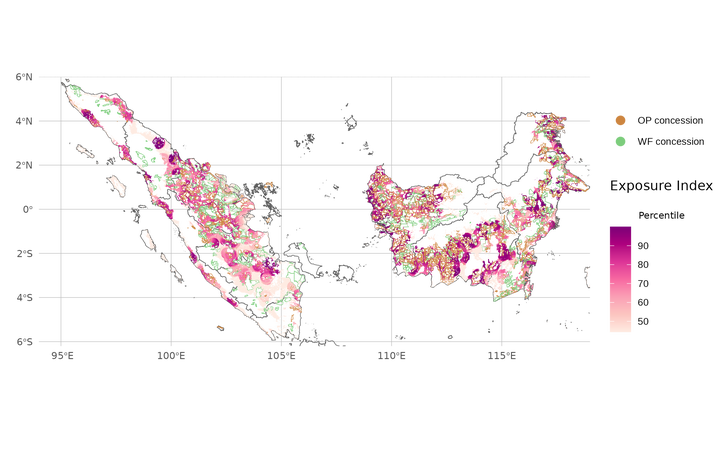 6°N
4°N
2°N
0°
2°S
4°S
6°S
95°E
100°E
105°E
110°E
115°E
OP concession
WF concession
Exposure Index
Percentile
90
80
70
60
50